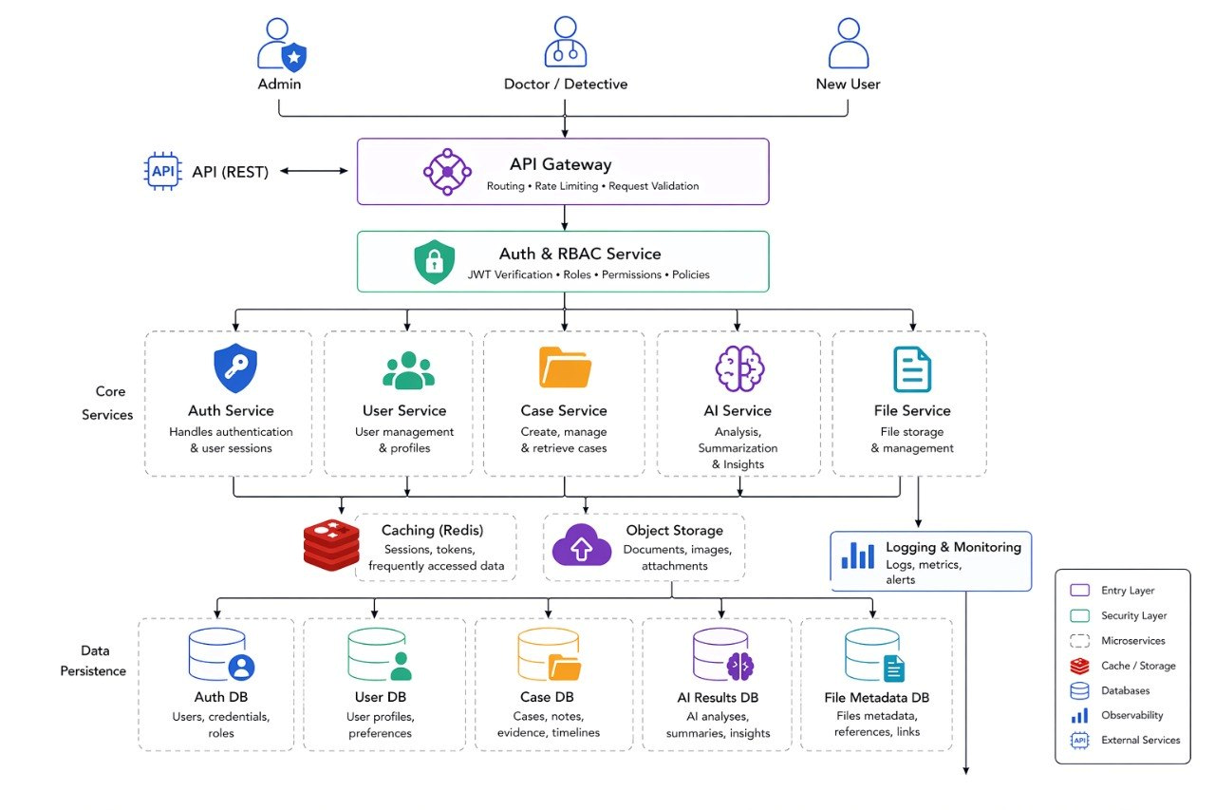 Admin
Doctor / Detective
New User
API
API (REST)
API Gateway
Routing • Rate Limiting • Request Validation
Auth & RBAC Service
JWT Verification • Roles • Permissions • Policies
Core
Services
Auth Service
Handles authentication
& user sessions
User Service
User management
& profiles
Case Service
Create, manage
& retrieve cases
AI Service
Analysis,
Summarization
& Insights
File Service
File storage
& management
Caching (Redis)
Sessions, tokens,
frequently accessed data
Object Storage
Documents, images,
attachments
Logging & Monitoring
Logs, metrics,
alerts
Data
Persistence
Auth DB
Users, credentials,
roles
User DB
User profiles,
preferences
Case DB
Cases, notes,
evidence, timelines
AI Results DB
AI analyses,
summaries, insights
File Metadata DB
Files metadata,
references, links
Entry Layer
Security Layer
Microservices
Cache / Storage
Databases
Observability
API
External Services